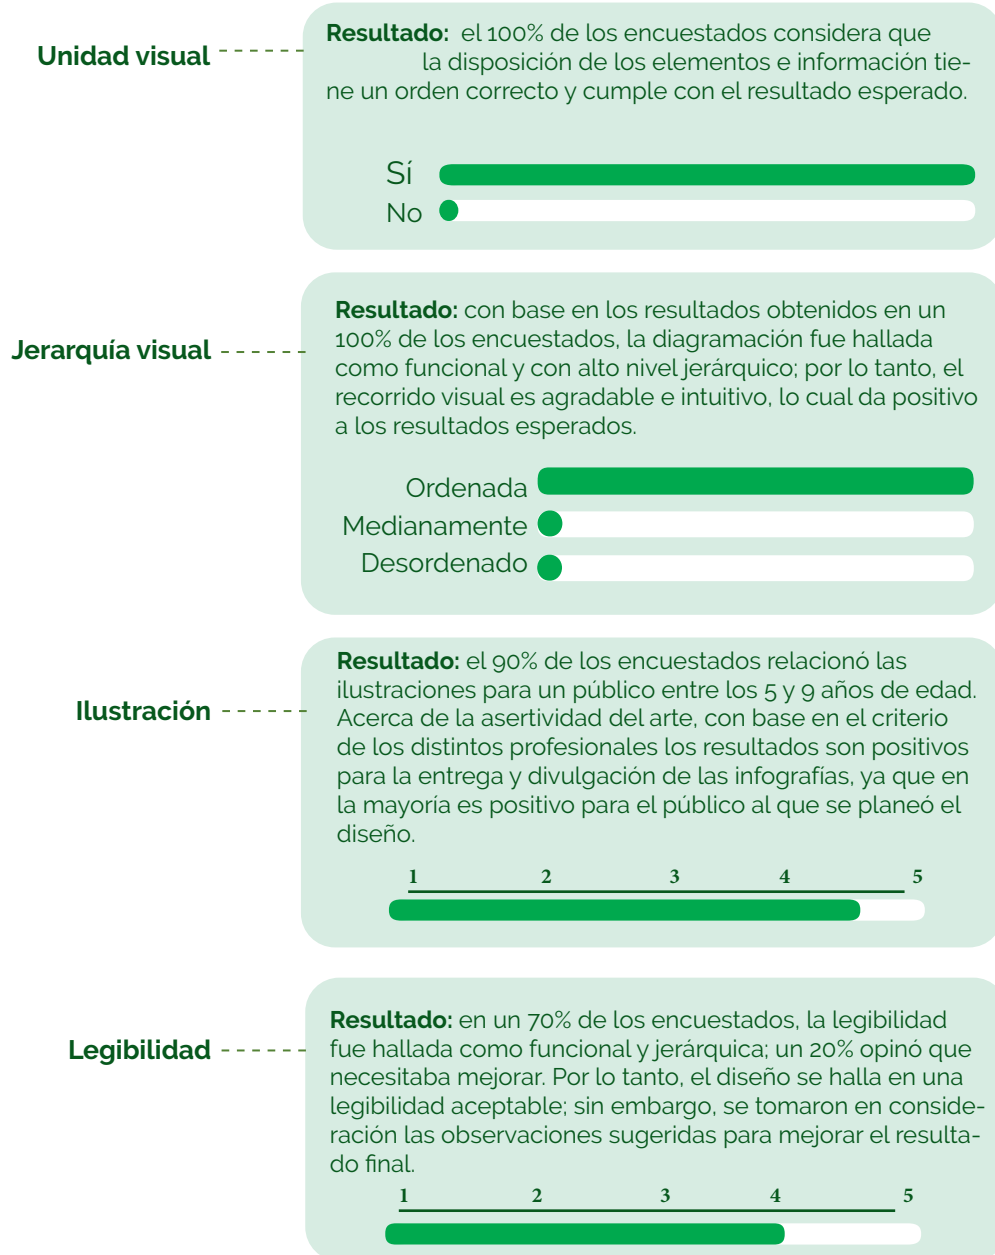 Unidad visual
Resultado: el 100% de los encuestados considera que
la disposición de los elementos e información tie-
ne un orden correcto y cumple con el resultado esperado.
Sí
No
Jerarquía visual
Resultado: con base en los resultados obtenidos en un
100% de los encuestados, la diagramación fue hallada
como funcional y con alto nivel jerárquico; por lo tanto, el
recorrido visual es agradable e intuitivo, lo cual da positivo
a los resultados esperados.
Ordenada
Medianamente
Desordenado
Ilustración
Resultado: el 90% de los encuestados relacionó las
ilustraciones para un público entre los 5 y 9 años de edad.
Acerca de la asertividad del arte, con base en el criterio
de los distintos profesionales los resultados son positivos
para la entrega y divulgación de las infografías, ya que en
la mayoría es positivo para el público al que se planeó el
diseño.
1 2 3 4 5
Legibilidad
Resultado: en un 70% de los encuestados, la legibilidad
fue hallada como funcional y jerárquica; un 20% opinó que
necesitaba mejorar. Por lo tanto, el diseño se halla en una
legibilidad aceptable; sin embargo, se tomaron en conside-
ración las observaciones sugeridas para mejorar el resulta-
do final.
1 2 3 4 5